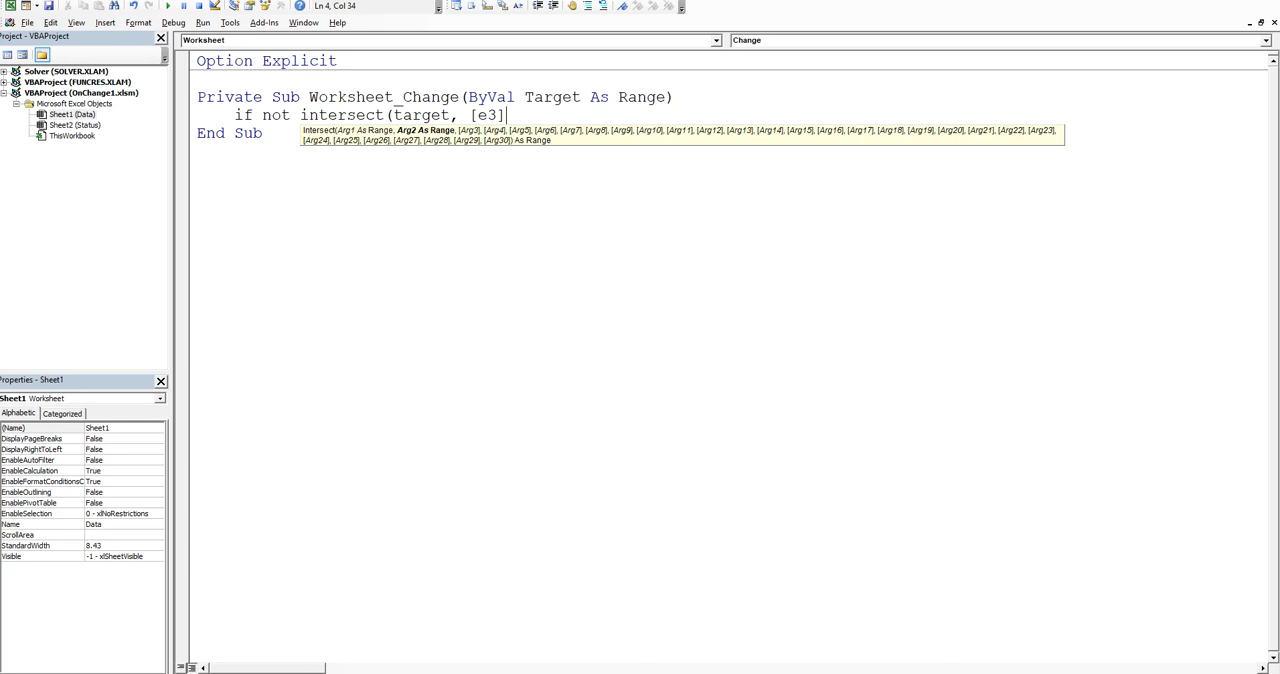 Ln 4, Col 34
File Edit View Insert Format Debug Run Tools Add-Ins Window Help
Project - VBAProject
Solver (SOLVER.XLAM)
VBAProject (FUNCRES.XLAM)
VBAProject (OnChange1.xlsm)
Microsoft Excel Objects
Sheet1 (Data)
Sheet2 (Status)
ThisWorkbook
Worksheet
Change
Option Explicit
Private Sub Worksheet_Change(ByVal Target As Range)
if not intersect(target, [e3]
End Sub
Intersect(Arg1 As Range, Arg2 As Range, [Arg3], [Arg4], [Arg5], [Arg6], [Arg7], [Arg8], [Arg9], [Arg10], [Arg11], [Arg12], [Arg13], [Arg14], [Arg15], [Arg16], [Arg17], [Arg18], [Arg19], [Arg20], [Arg21], [Arg22], [Arg23],
[Arg24], [Arg25], [Arg26], [Arg27], [Arg28], [Arg29], [Arg30]) As Range
Properties - Sheet1
Sheet1 Worksheet
Alphabetic Categorized
(Name) Sheet1
DisplayPageBreaks False
DisplayRightToLeft False
EnableAutoFilter False
EnableCalculation True
EnableFormatConditionsC True
EnableOutlining False
EnablePivotTable False
EnableSelection 0 - xlNoRestrictions
Name Data
ScrollArea
StandardWidth 8.43
Visible -1 - xlSheetVisible